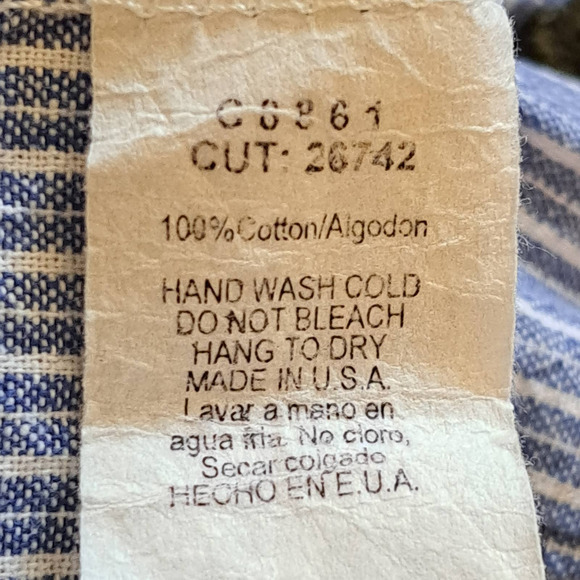 C6861
CUT: 26742
100%Cotton/Algodon
HAND WASH COLD
DO NOT BLEACH
HANG TO DRY
MADE IN U.S.A.
Lavar a mano en
agua fria. No cloro,
Secar colgado
HECHO EN E.U.A.